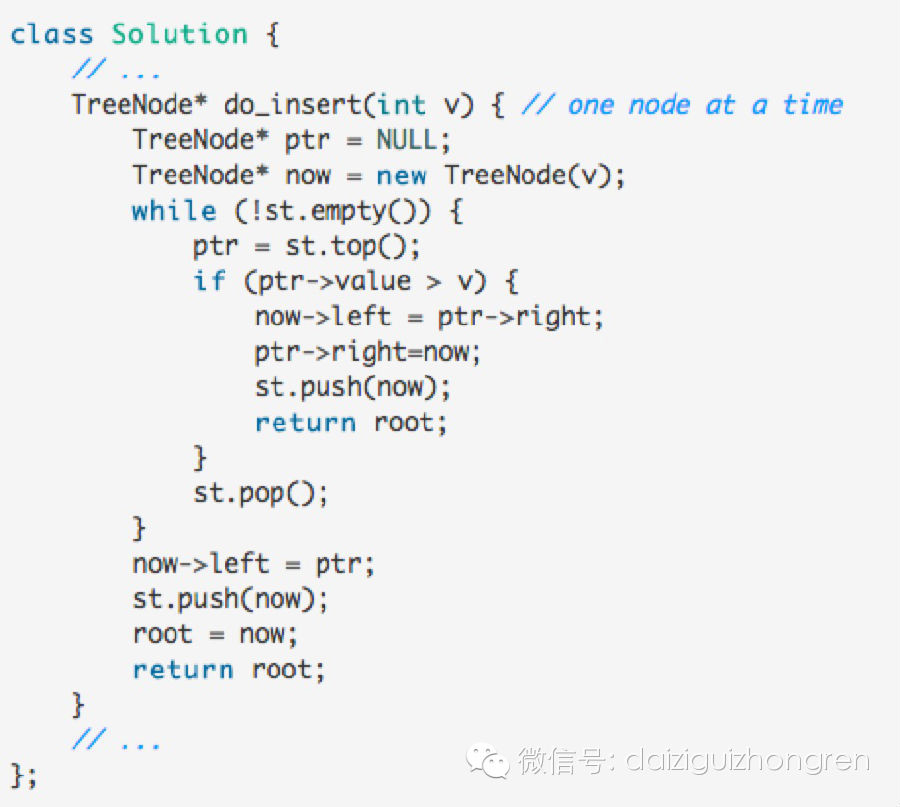 class Solution {
    // ...
    TreeNode* do_insert(int v) { // one node at a time
        TreeNode* ptr = NULL;
        TreeNode* now = new TreeNode(v);
        while (!st.empty()) {
            ptr = st.top();
            if (ptr->value > v) {
                now->left = ptr->right;
                ptr->right=now;
                st.push(now);
                return root;
            }
            st.pop();
        }
        now->left = ptr;
        st.push(now);
        root = now;
        return root;
    }
    // ...
};
微信号: daiziguizhongren